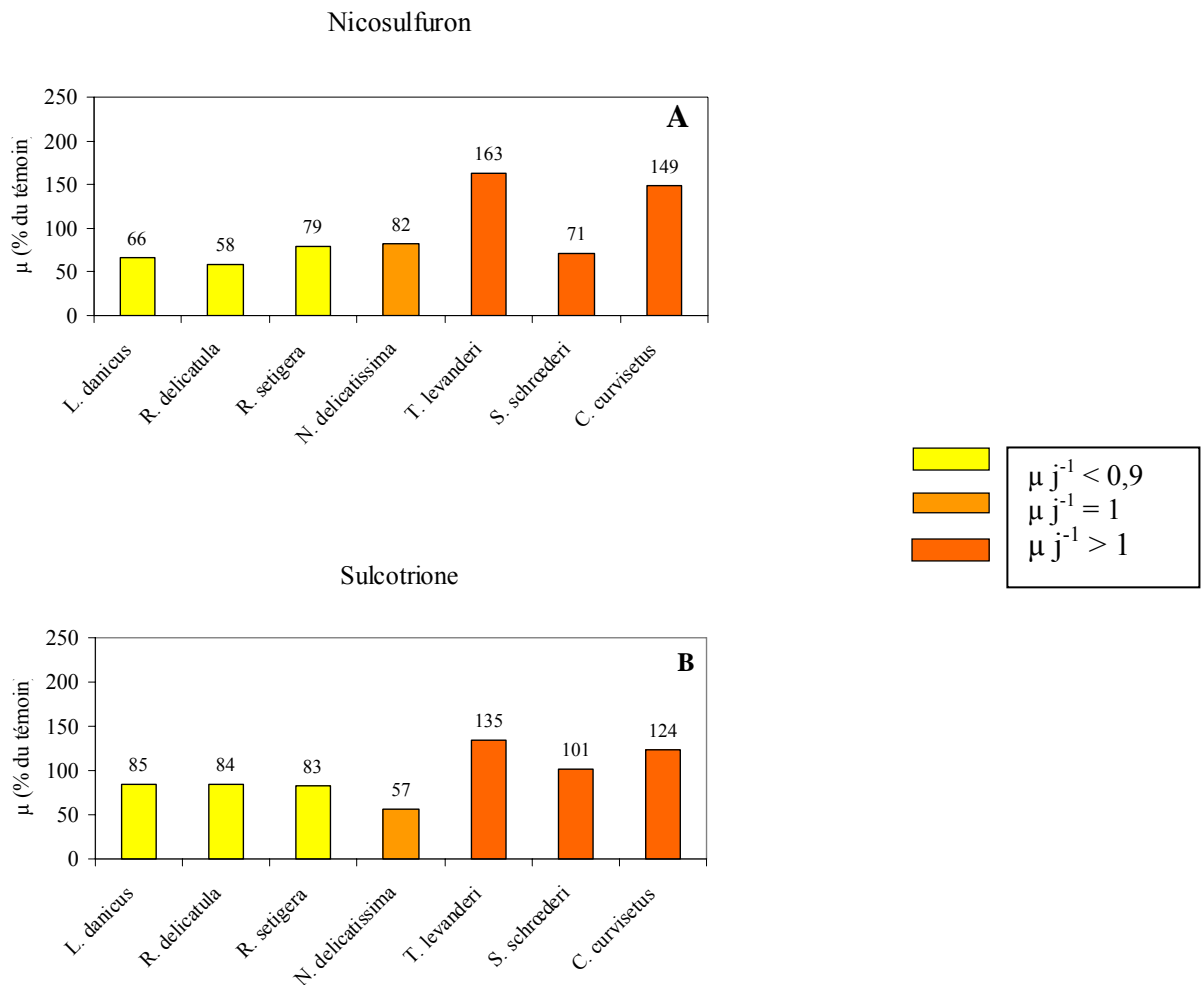 Nicosulfuron
A
µ (% du témoin)
250
200
150
100
50
0
66
58
79
82
163
71
149
L. danicus
R. delicatula
R. setigera
N. delicatissima
T. levanderi
S. schrœderi
C. curvisetus
µ j⁻¹ < 0,9
µ j⁻¹ = 1
µ j⁻¹ > 1
Sulcotrione
B
µ (% du témoin)
250
200
150
100
50
0
85
84
83
57
135
101
124
L. danicus
R. delicatula
R. setigera
N. delicatissima
T. levanderi
S. schrœderi
C. curvisetus